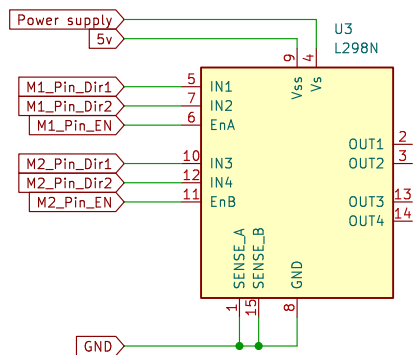 Power supply
5v
U3
L298N
9
4
Vss
Vs
M1_Pin_Dir1
5
IN1
M1_Pin_Dir2
7
IN2
M1_Pin_EN
6
EnA
OUT1
2
M2_Pin_Dir1
10
IN3
OUT2
3
M2_Pin_Dir2
12
IN4
M2_Pin_EN
11
EnB
OUT3
13
OUT4
14
SENSE_A
SENSE_B
GND
1
15
8
GND